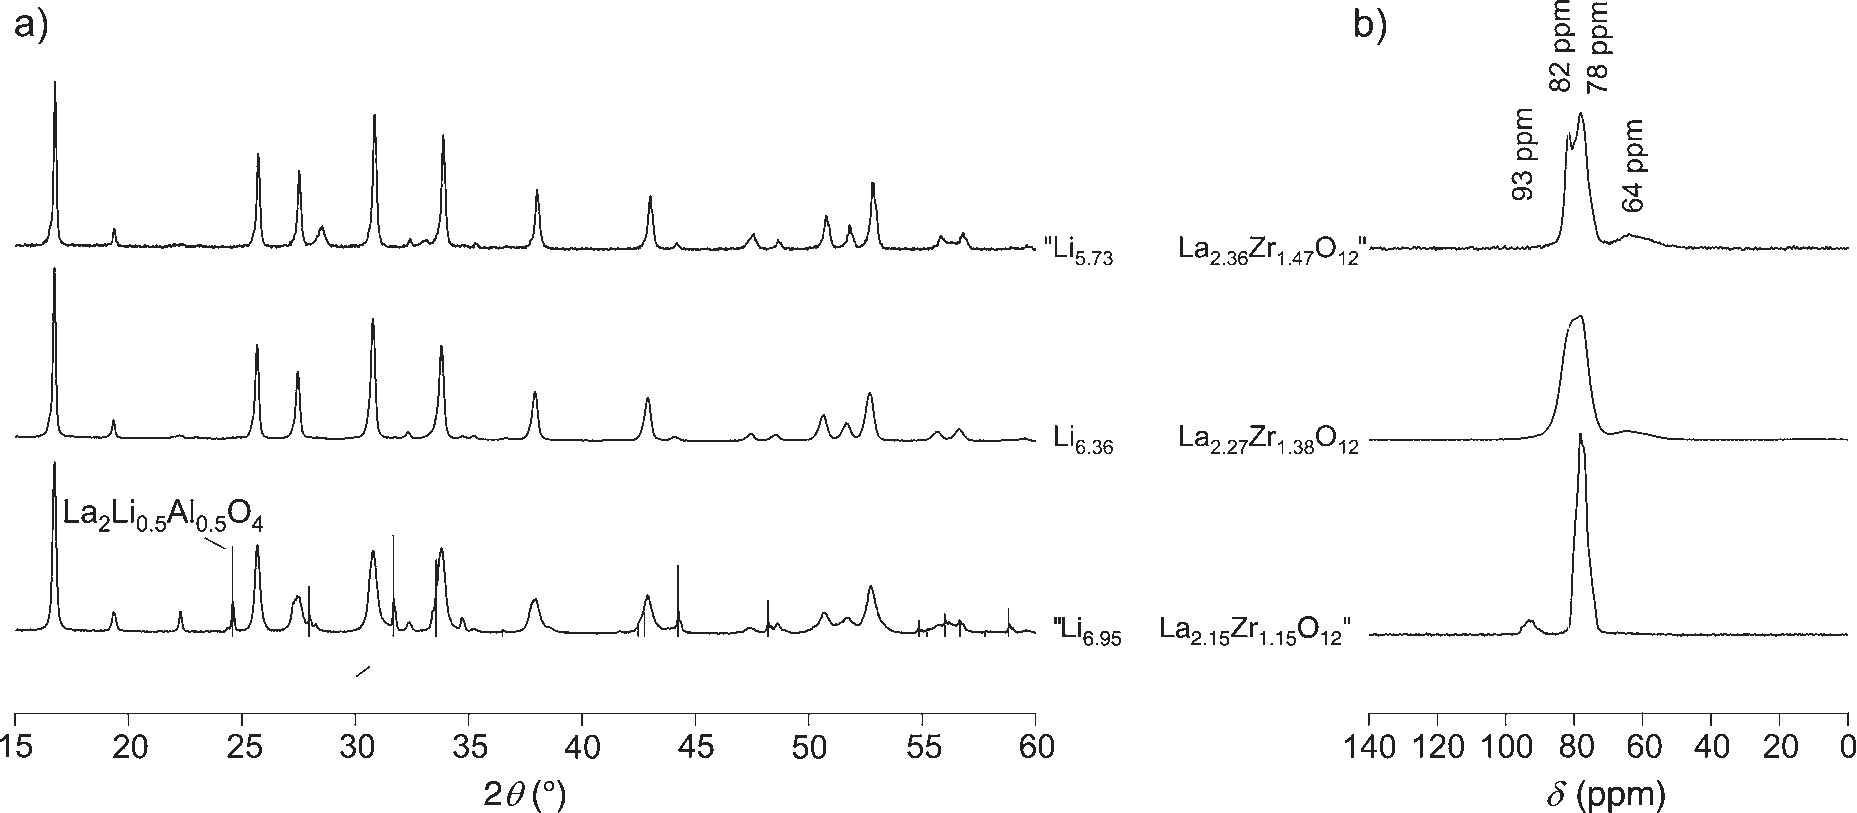 a)
b)
82 ppm
78 ppm
93 ppm
64 ppm
"Li5.73 La2.36Zr1.47O12"
Li6.36 La2.27Zr1.38O12
La2Li0.5Al0.5O4
"Li6.95 La2.15Zr1.15O12"
15 20 25 30 35 40 45 50 55 60
140 120 100 80 60 40 20 0
2θ (°)
δ (ppm)